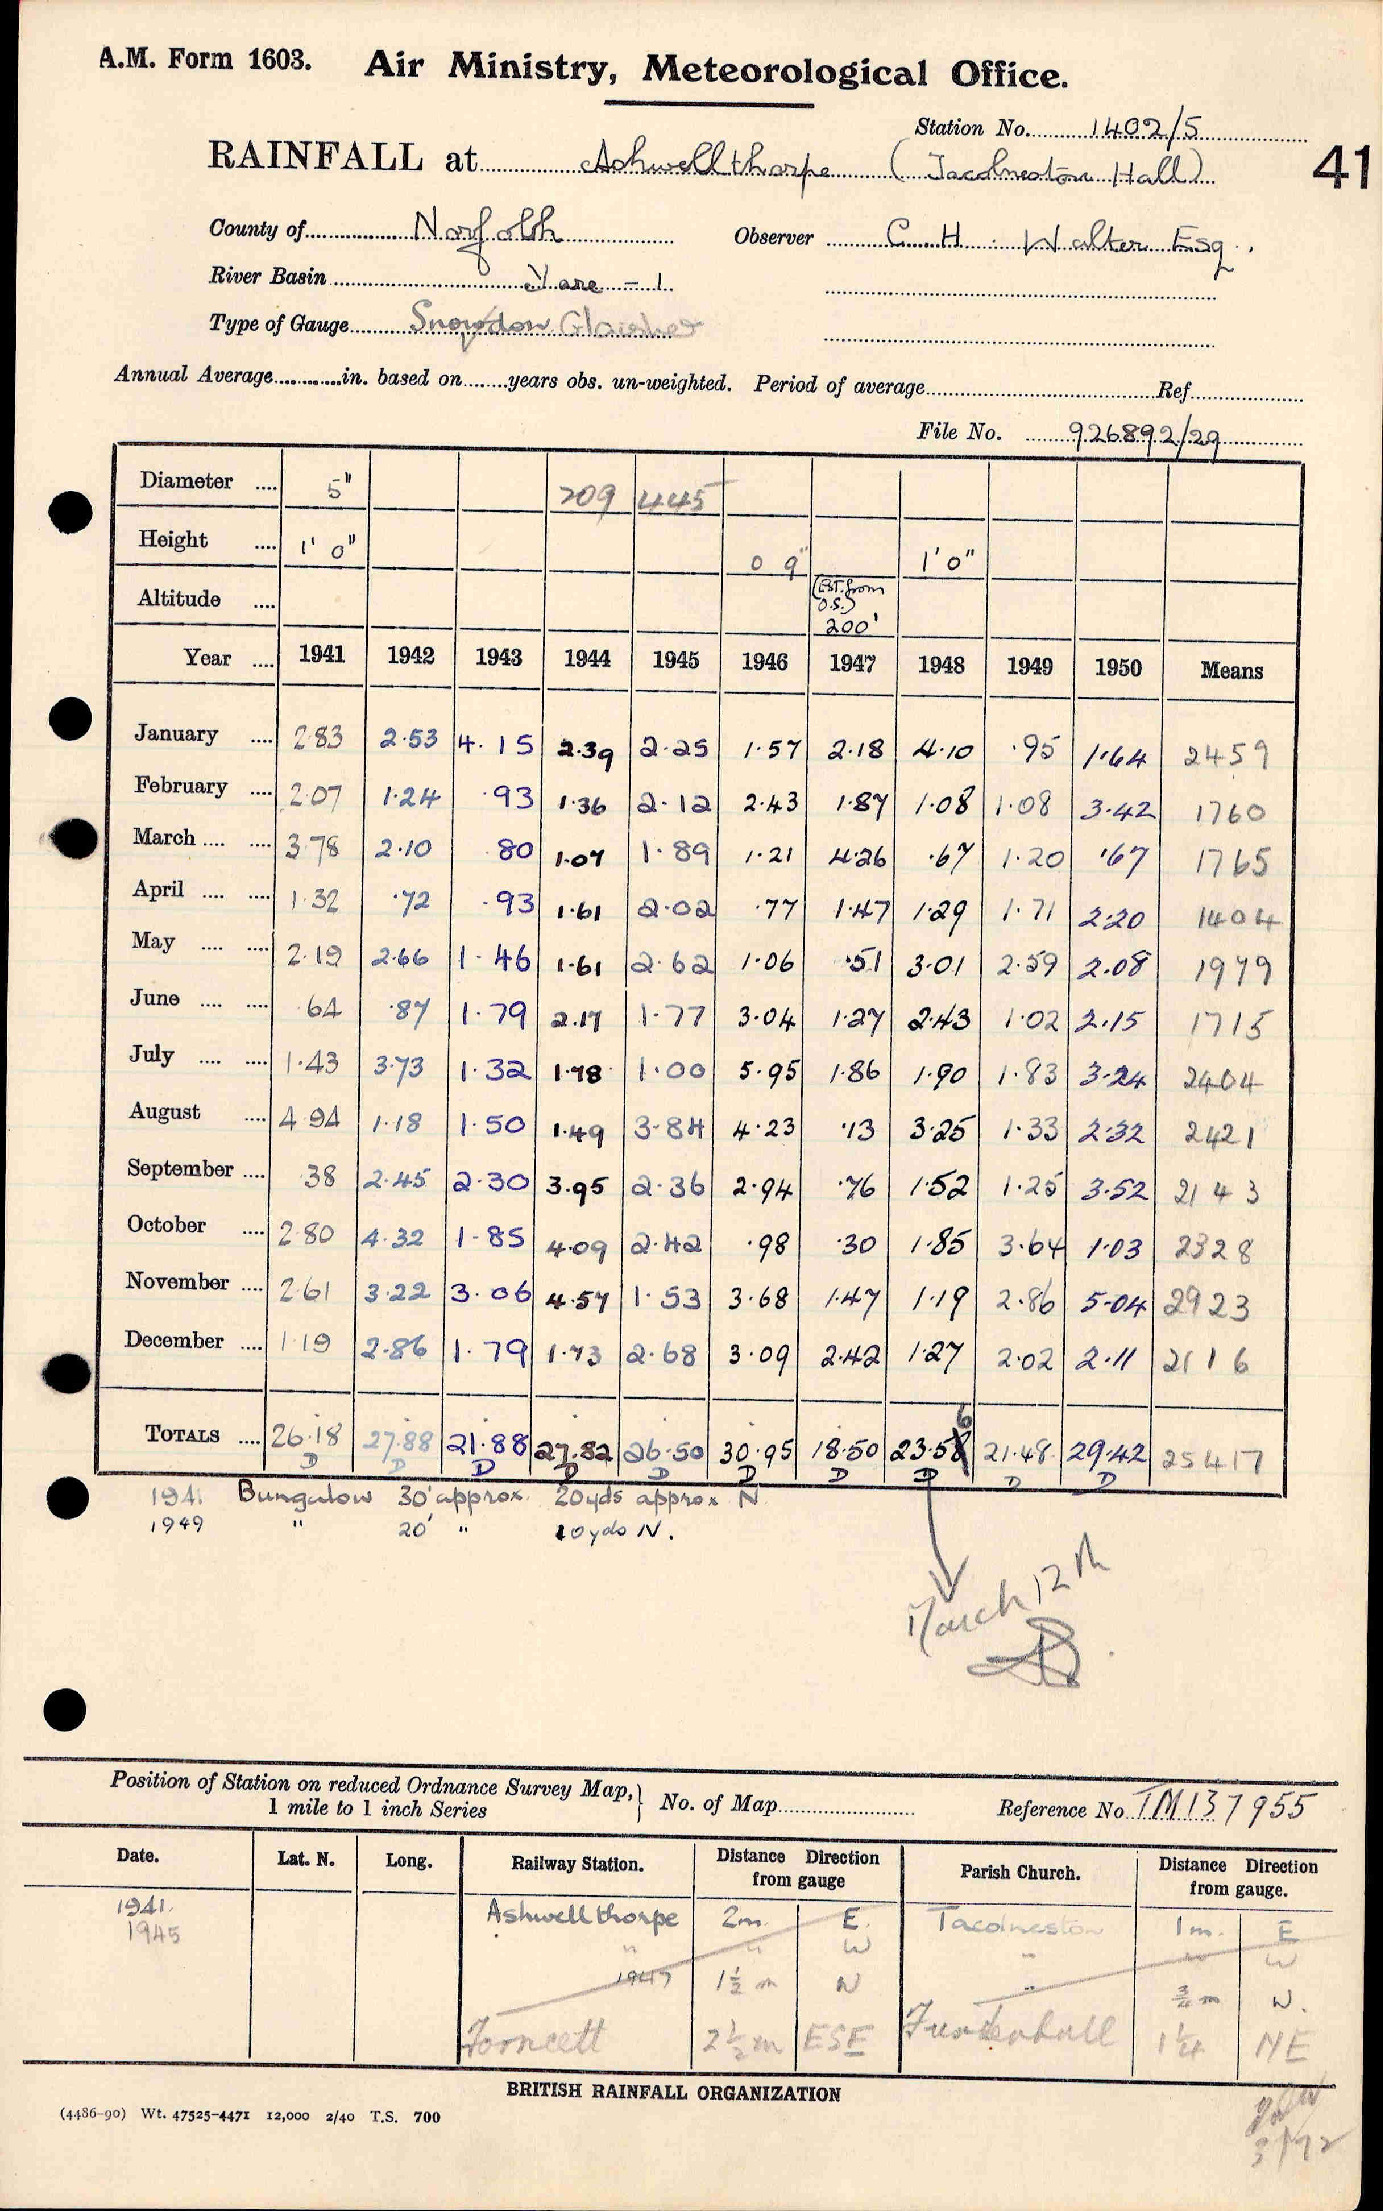 A.M. Form 1603. Air Ministry, Meteorological Office.
Station No. 1402/5
RAINFALL at Ashwellthorpe (Tacolneston Hall) 41
County of Norfolk Observer C. H. Walter Esq.
River Basin Yare - 1
Type of Gauge Snowdon Glaisher
Annual Average in. based on years obs. un-weighted. Period of average Ref
File No. 926892/29
Diameter 5" 209 445
Height 1' 0" 0 9" 1'0"
Altitude (Est. from O.S.) 200'
Year 1941 1942 1943 1944 1945 1946 1947 1948 1949 1950 Means
January 2.83 2.53 4.15 2.39 2.25 1.57 2.18 4.10 .95 1.64 2459
February 2.07 1.24 .93 1.36 2.12 2.43 1.87 1.08 1.08 3.42 1760
March 3.78 2.10 .80 1.07 1.89 1.21 4.26 .67 1.20 .67 1765
April 1.32 .72 .93 1.61 2.02 .77 1.47 1.29 1.71 2.20 1404
May 2.19 2.66 1.46 1.61 2.62 1.06 .51 3.01 2.59 2.08 1979
June .64 .87 1.79 2.17 1.77 3.04 1.27 2.43 1.02 2.15 1715
July 1.43 3.73 1.32 1.78 1.00 5.95 1.86 1.90 1.83 3.24 2404
August 4.94 1.18 1.50 1.49 3.84 4.23 .13 3.25 1.33 2.32 2421
September .38 2.45 2.30 3.95 2.36 2.94 .76 1.52 1.25 3.52 2143
October 2.80 4.32 1.85 4.09 2.42 .98 .30 1.85 3.64 1.03 2328
November 2.61 3.22 3.06 4.57 1.53 3.68 1.47 1.19 2.86 5.04 2923
December 1.19 2.86 1.79 1.73 2.68 3.09 2.42 1.27 2.02 2.11 2116
TOTALS 26.18 27.88 21.88 27.82 26.50 30.95 18.50 23.56 21.48 29.42 25417
D D D D D D D D D D
1941 Bungalow 30' approx. 20yds approx N
1949 " 20' " 10yds N.
March 12th
Position of Station on reduced Ordnance Survey Map, 1 mile to 1 inch Series } No. of Map Reference No TM137955
Date. Lat. N. Long. Railway Station. Distance Direction from gauge Parish Church. Distance Direction from gauge.
1941. Ashwellthorpe 2m. E. Tacolneston 1m. E
1945 " " W " " W
1947 1½ m N " ¾ m W.
Forncett 2½ m ESE Fundenhall 1¼ NE
BRITISH RAINFALL ORGANIZATION
(4486-90) Wt. 47525-4471 12,000 2/40 T.S. 700
3/72